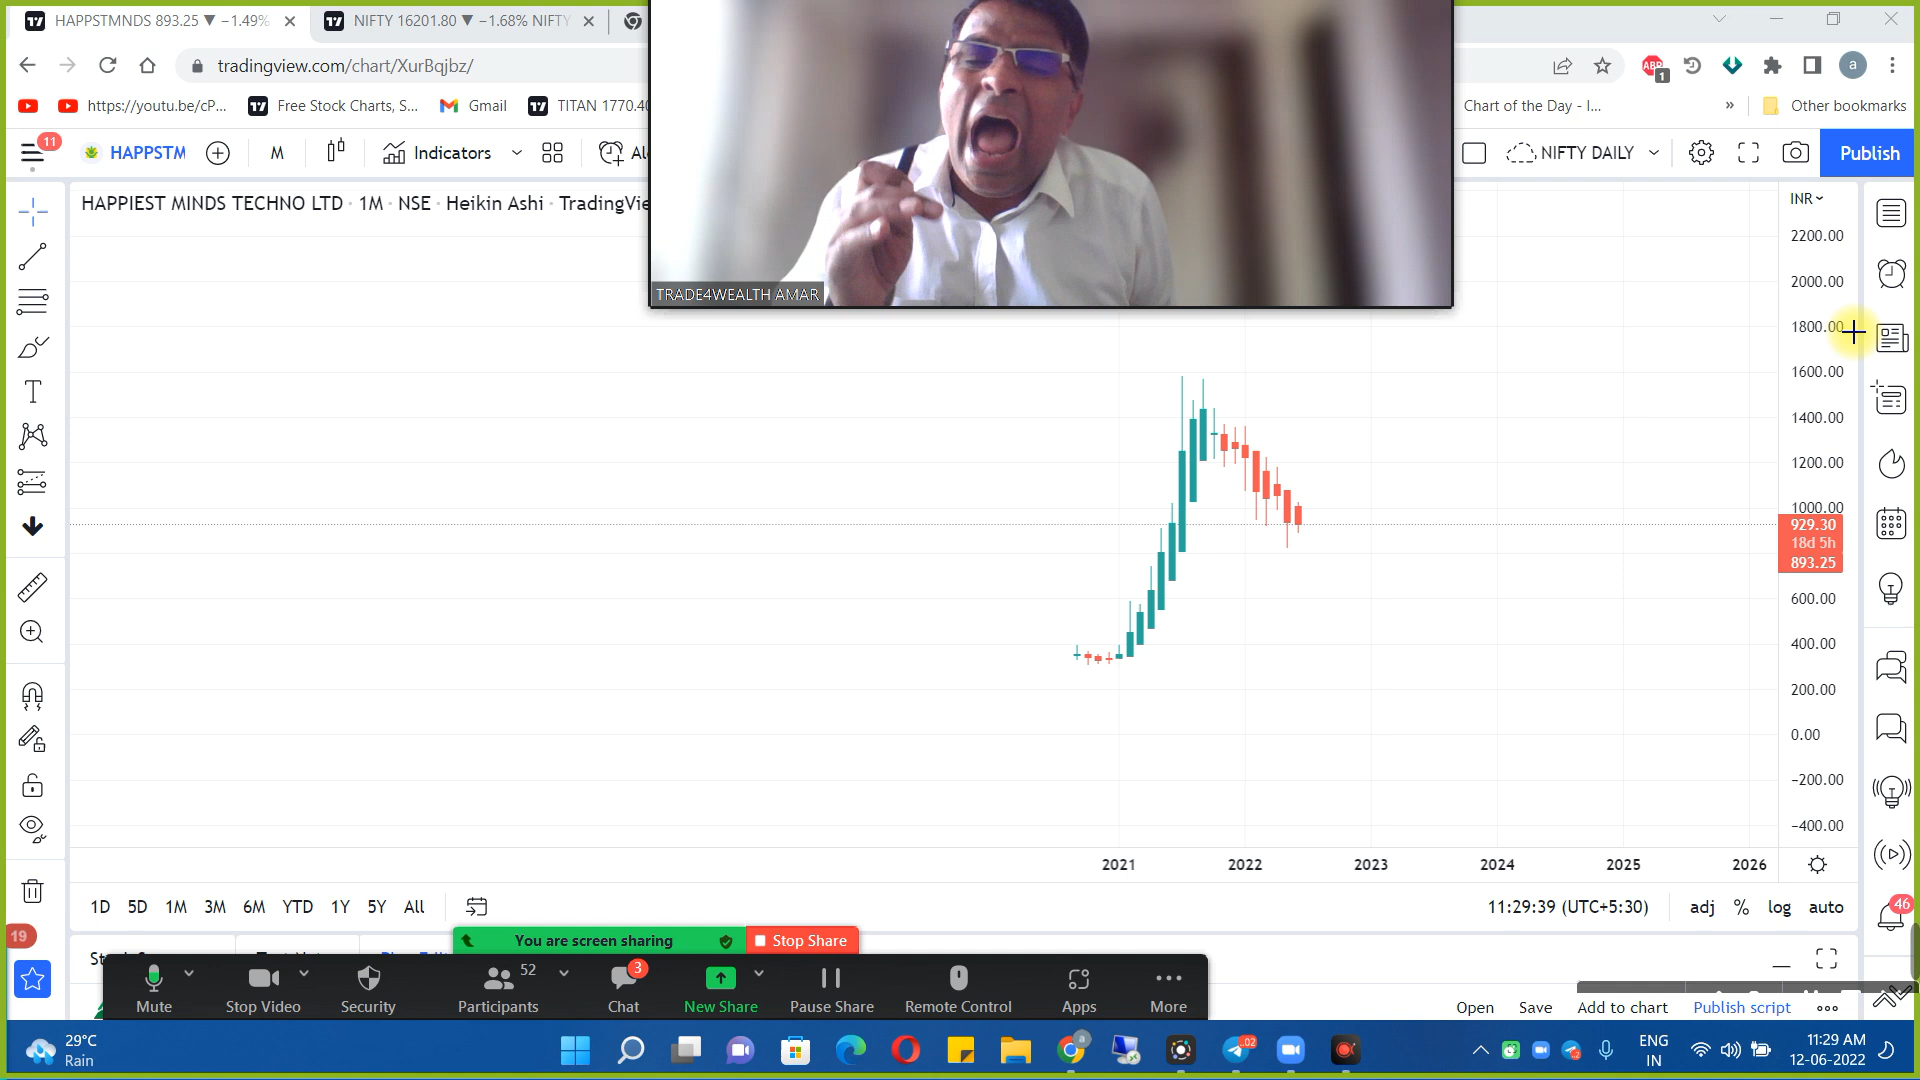 HAPPSTMNDS 893.25 ▼ −1.49%
NIFTY 16201.80 ▼ −1.68% NIFTY
tradingview.com/chart/XurBqjbz/
ABP
1
a
https://youtu.be/cP...
Free Stock Charts, S...
Gmail
TITAN 1770.40
Chart of the Day - I...
»
Other bookmarks
11
HAPPSTM
M
Indicators
NIFTY DAILY
Publish
HAPPIEST MINDS TECHNO LTD · 1M · NSE · Heikin Ashi · TradingVie
TRADE4WEALTH AMAR
INR
2200.00
2000.00
1800.00
1600.00
1400.00
1200.00
1000.00
929.30
18d 5h
893.25
600.00
400.00
200.00
0.00
−200.00
−400.00
2021
2022
2023
2024
2025
2026
1D
5D
1M
3M
6M
YTD
1Y
5Y
All
11:29:39 (UTC+5:30)
adj
%
log
auto
46
19
You are screen sharing
Stop Share
Mute
Stop Video
Security
52
Participants
3
Chat
New Share
Pause Share
Remote Control
Apps
More
Open
Save
Add to chart
Publish script
29°C
Rain
ENG
IN
11:29 AM
12-06-2022